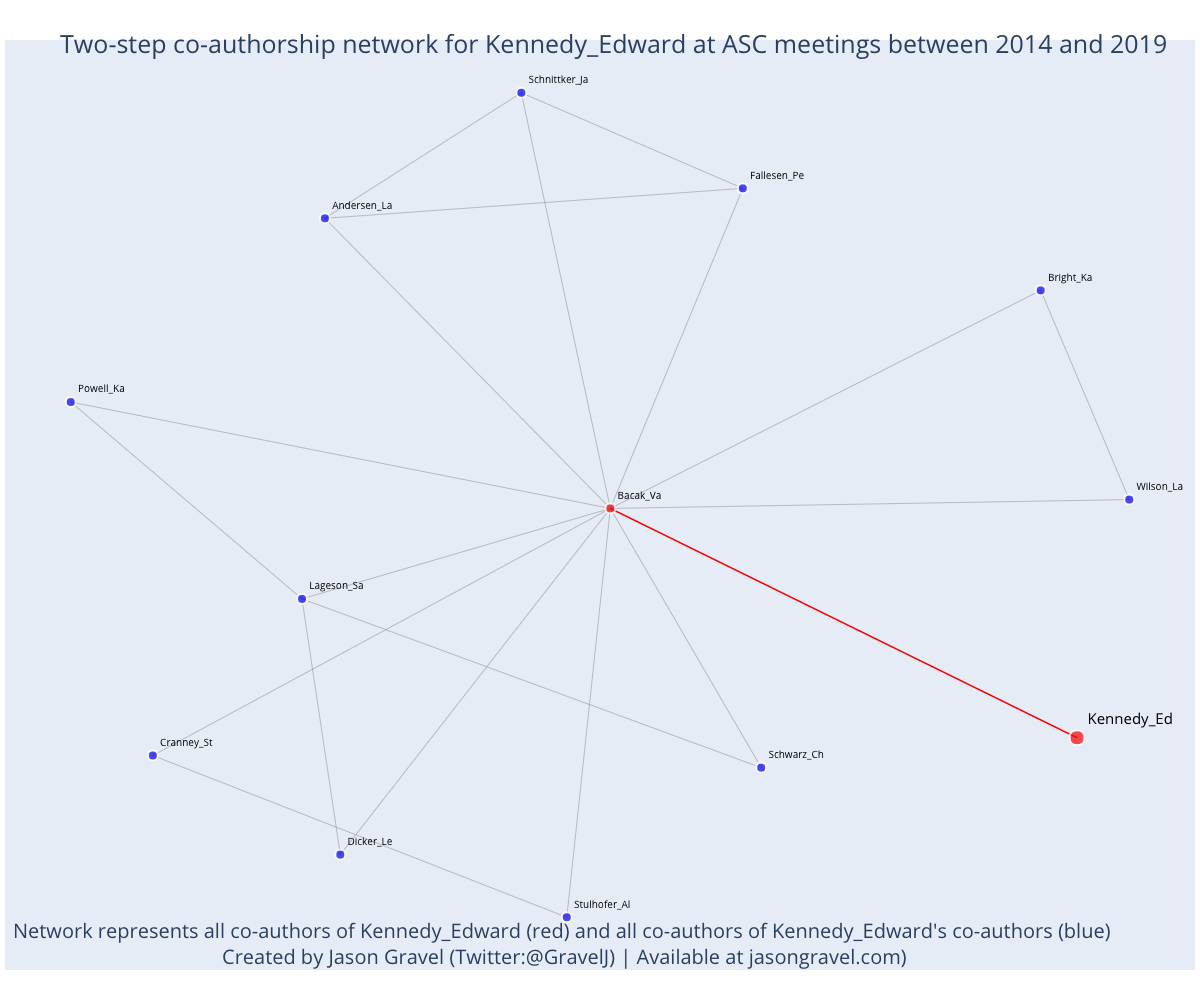 Two-step co-authorship network for Kennedy_Edward at ASC meetings between 2014 and 2019
Schnittker_Ja
Fallesen_Pe
Andersen_La
Bright_Ka
Powell_Ka
Wilson_La
Bacak_Va
Lageson_Sa
Kennedy_Ed
Cranney_St
Schwarz_Ch
Dicker_Le
Stulhofer_Al
Network represents all co-authors of Kennedy_Edward (red) and all co-authors of Kennedy_Edward's co-authors (blue)
Created by Jason Gravel (Twitter:@GravelJ) | Available at jasongravel.com)